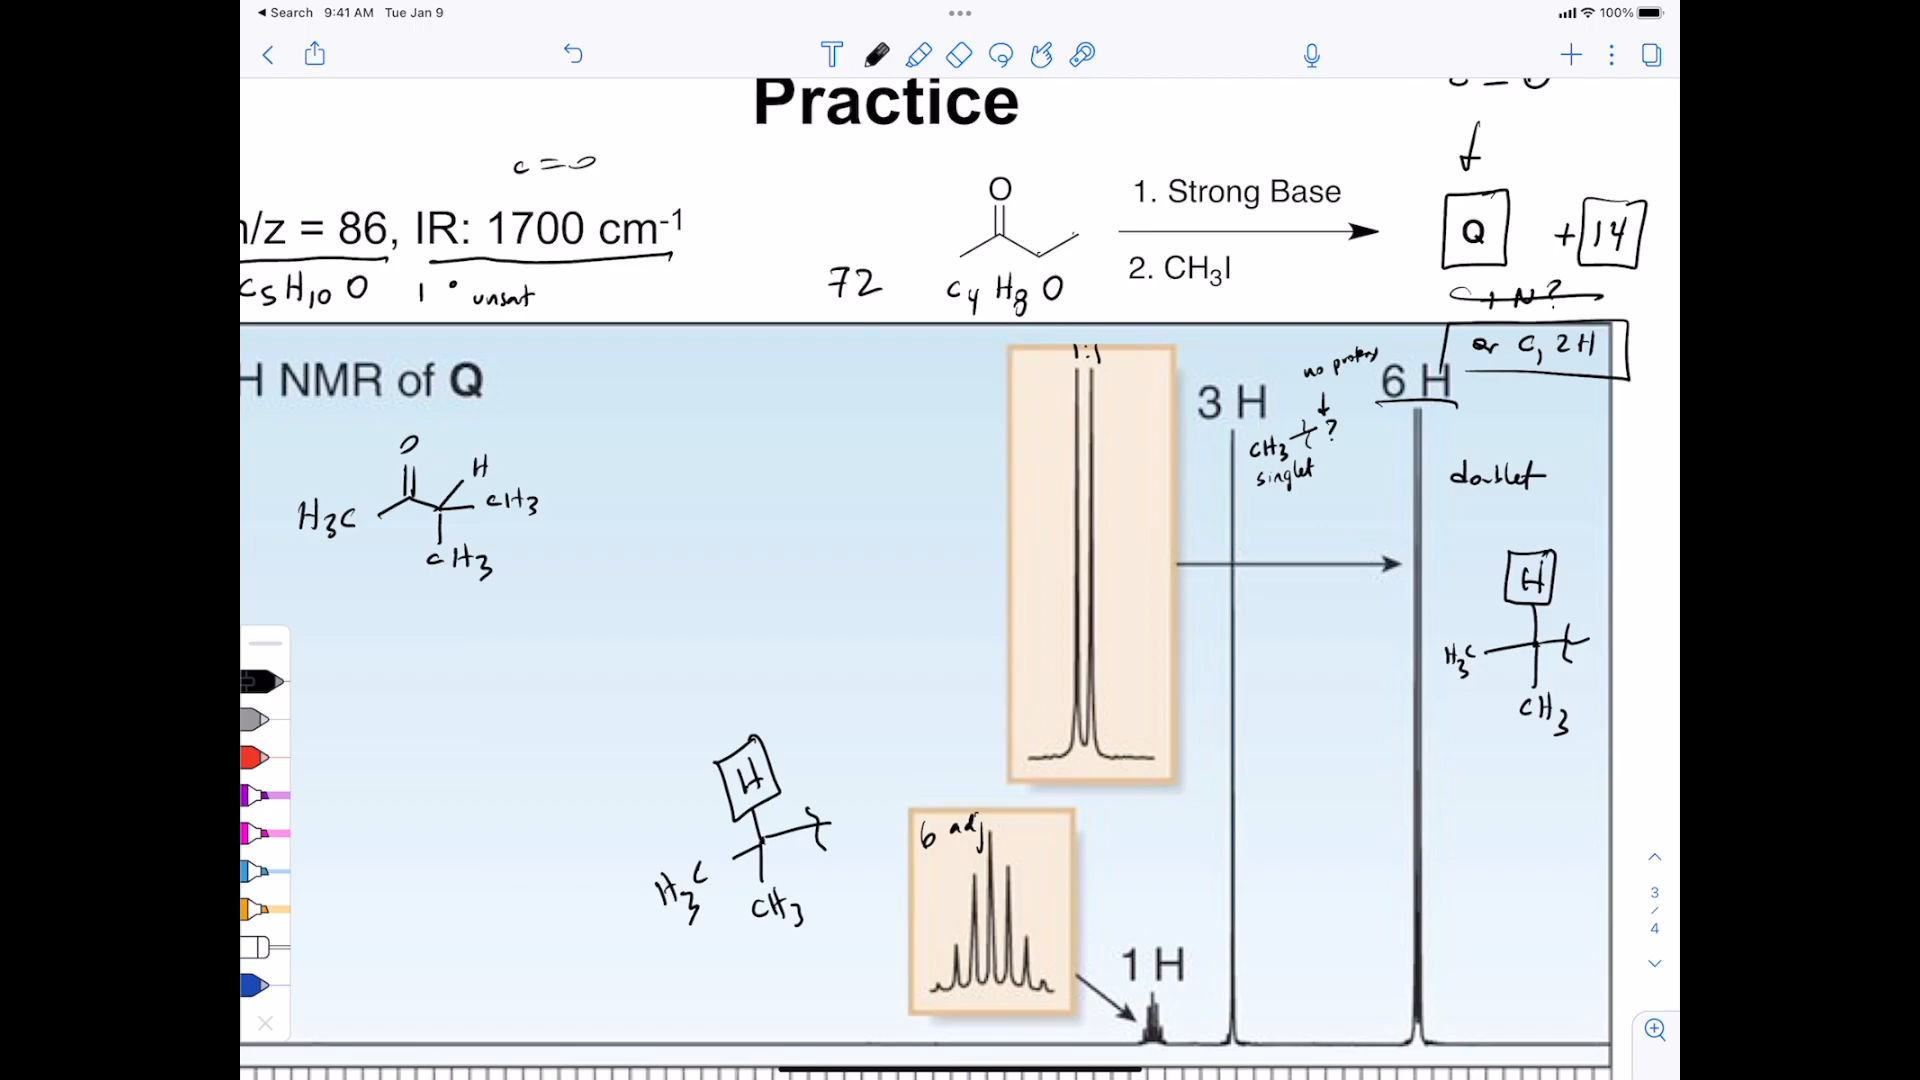 Search 9:41 AM Tue Jan 9
100%
Practice
c=o
O
1. Strong Base
2. CH3I
/z = 86, IR: 1700 cm-1
C5H10O 1° unsat
72
C4 H8 O
Q + 14
C + N?
or C, 2H
H NMR of Q
1:1
no protons
3 H
6 H
CH3 ?
singlet
doublet
O
H
H3C
CH3
CH3
H
H3C
CH3
H
H3C
CH3
6 adj
1 H
3
/
4